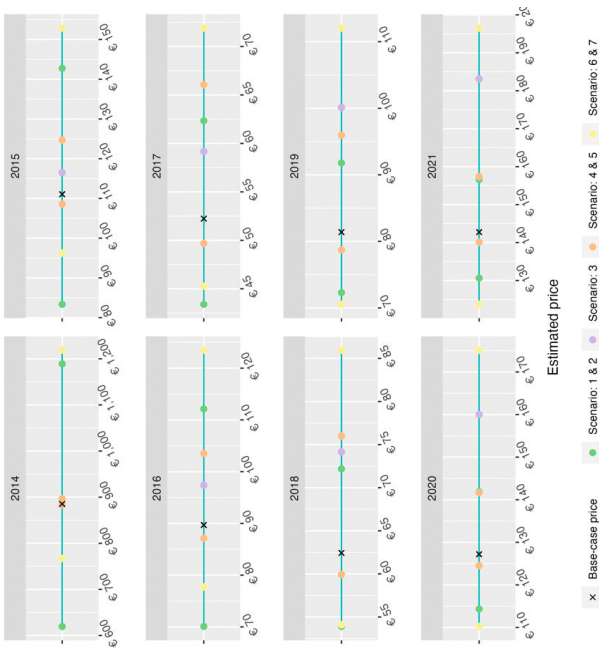 2014 2015
€ 600 € 700 € 800 € 900 € 1,000 € 1,100 € 1,200 € 80 € 90 € 100 € 110 € 120 € 130 € 140 € 150
2016 2017
€ 70 € 80 € 90 € 100 € 110 € 120 € 45 € 50 € 55 € 60 € 65 € 70
2018 2019
€ 55 € 60 € 65 € 70 € 75 € 80 € 85 € 70 € 80 € 90 € 100 € 110
2020 2021
€ 110 € 120 € 130 € 140 € 150 € 160 € 170 € 130 € 140 € 150 € 160 € 170 € 180 € 190
Estimated price
Base-case price Scenario: 1 & 2 Scenario: 3 Scenario: 4 & 5 Scenario: 6 & 7